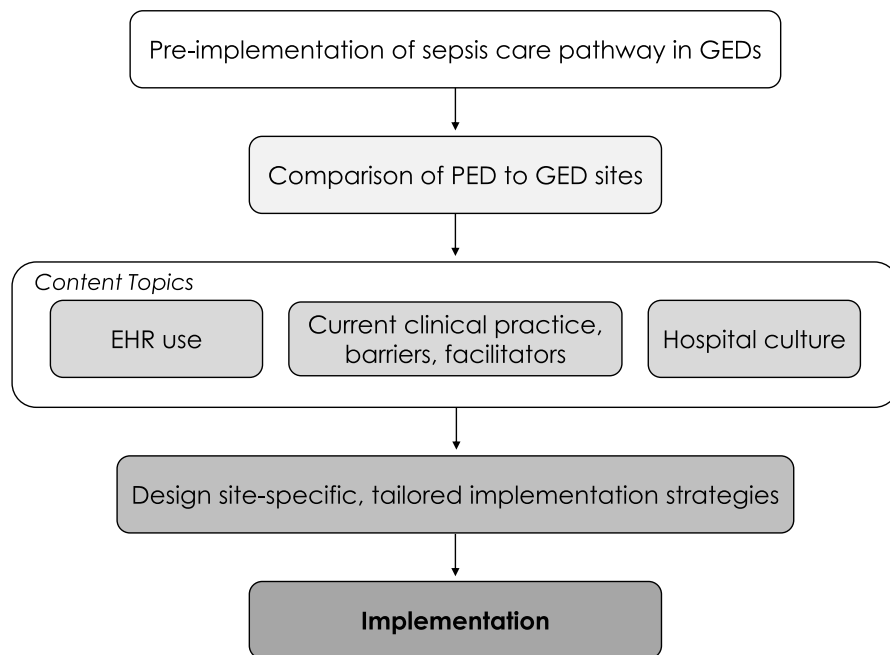 Pre-implementation of sepsis care pathway in GEDs
Comparison of PED to GED sites
Content Topics
EHR use
Current clinical practice,
barriers, facilitators
Hospital culture
Design site-specific, tailored implementation strategies
Implementation